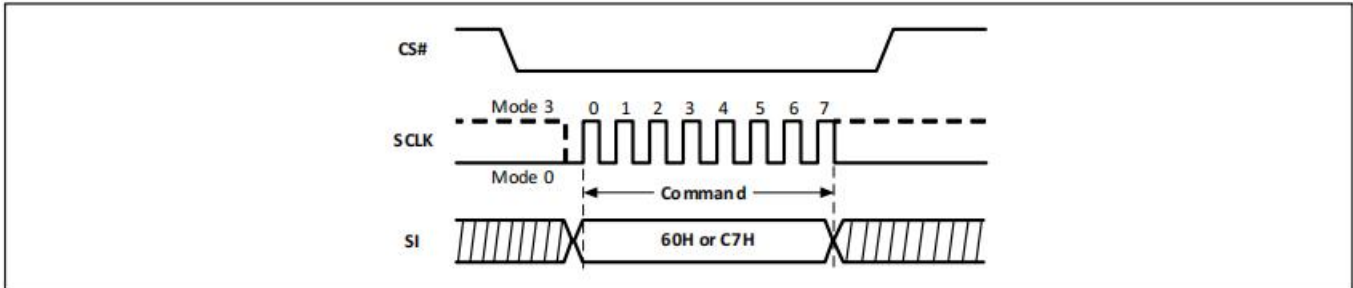 CS#
Mode 3 0 1 2 3 4 5 6 7
SCLK
Mode 0
Command
SI 60H or C7H